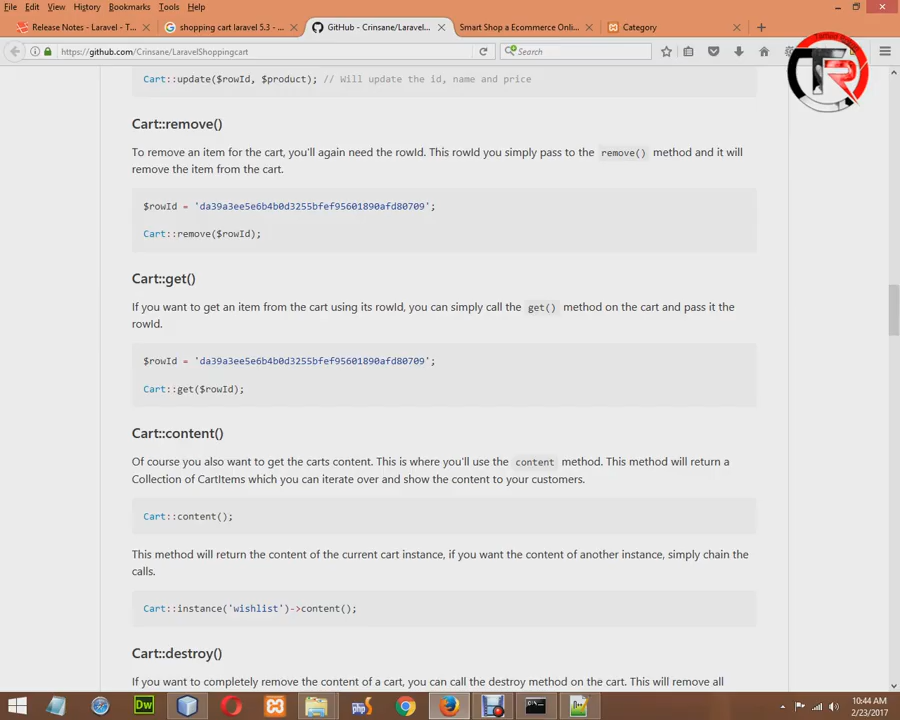 File Edit View History Bookmarks Tools Help
Release Notes - Laravel - T...
shopping cart laravel 5.3 - ...
GitHub - Crinsane/Laravel...
Smart Shop a Ecommerce Onli...
Category
https://github.com/Crinsane/LaravelShoppingcart
Search
Cart::update($rowId, $product); // Will update the id, name and price
Cart::remove()
To remove an item for the cart, you'll again need the rowId. This rowId you simply pass to the remove() method and it will
remove the item from the cart.
$rowId = 'da39a3ee5e6b4b0d3255bfef95601890afd80709';
Cart::remove($rowId);
Cart::get()
If you want to get an item from the cart using its rowId, you can simply call the get() method on the cart and pass it the
rowId.
$rowId = 'da39a3ee5e6b4b0d3255bfef95601890afd80709';
Cart::get($rowId);
Cart::content()
Of course you also want to get the carts content. This is where you'll use the content method. This method will return a
Collection of CartItems which you can iterate over and show the content to your customers.
Cart::content();
This method will return the content of the current cart instance, if you want the content of another instance, simply chain the
calls.
Cart::instance('wishlist')->content();
Cart::destroy()
If you want to completely remove the content of a cart, you can call the destroy method on the cart. This will remove all
Dw
10:44 AM
2/23/2017